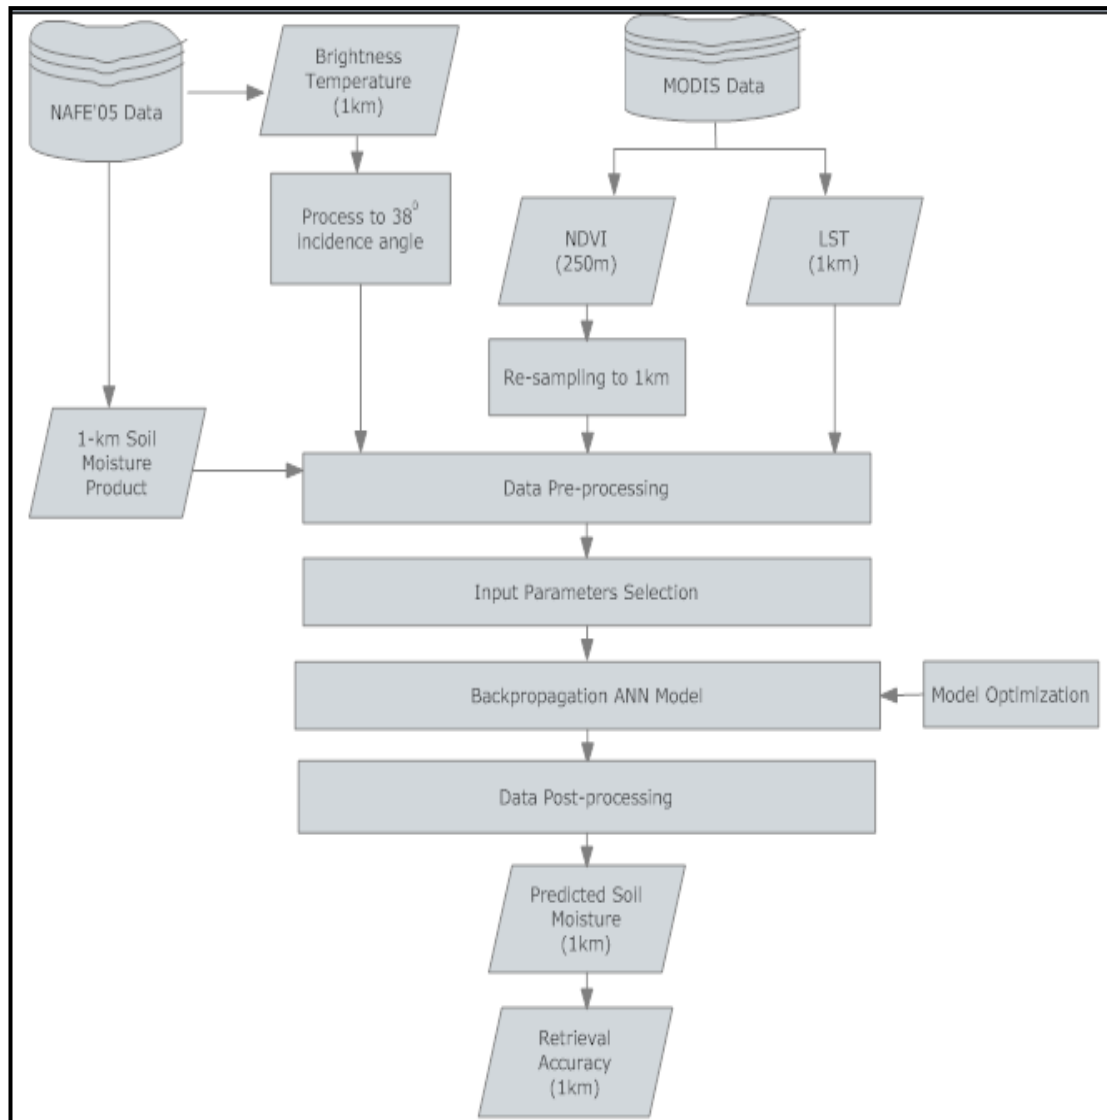 NAFE'05 Data
Brightness
Temperature
(1km)
MODIS Data
Process to 38⁰
incidence angle
NDVI
(250m)
LST
(1km)
Re-sampling to 1km
1-km Soil
Moisture
Product
Data Pre-processing
Input Parameters Selection
Backpropagation ANN Model
Model Optimization
Data Post-processing
Predicted Soil
Moisture
(1km)
Retrieval
Accuracy
(1km)